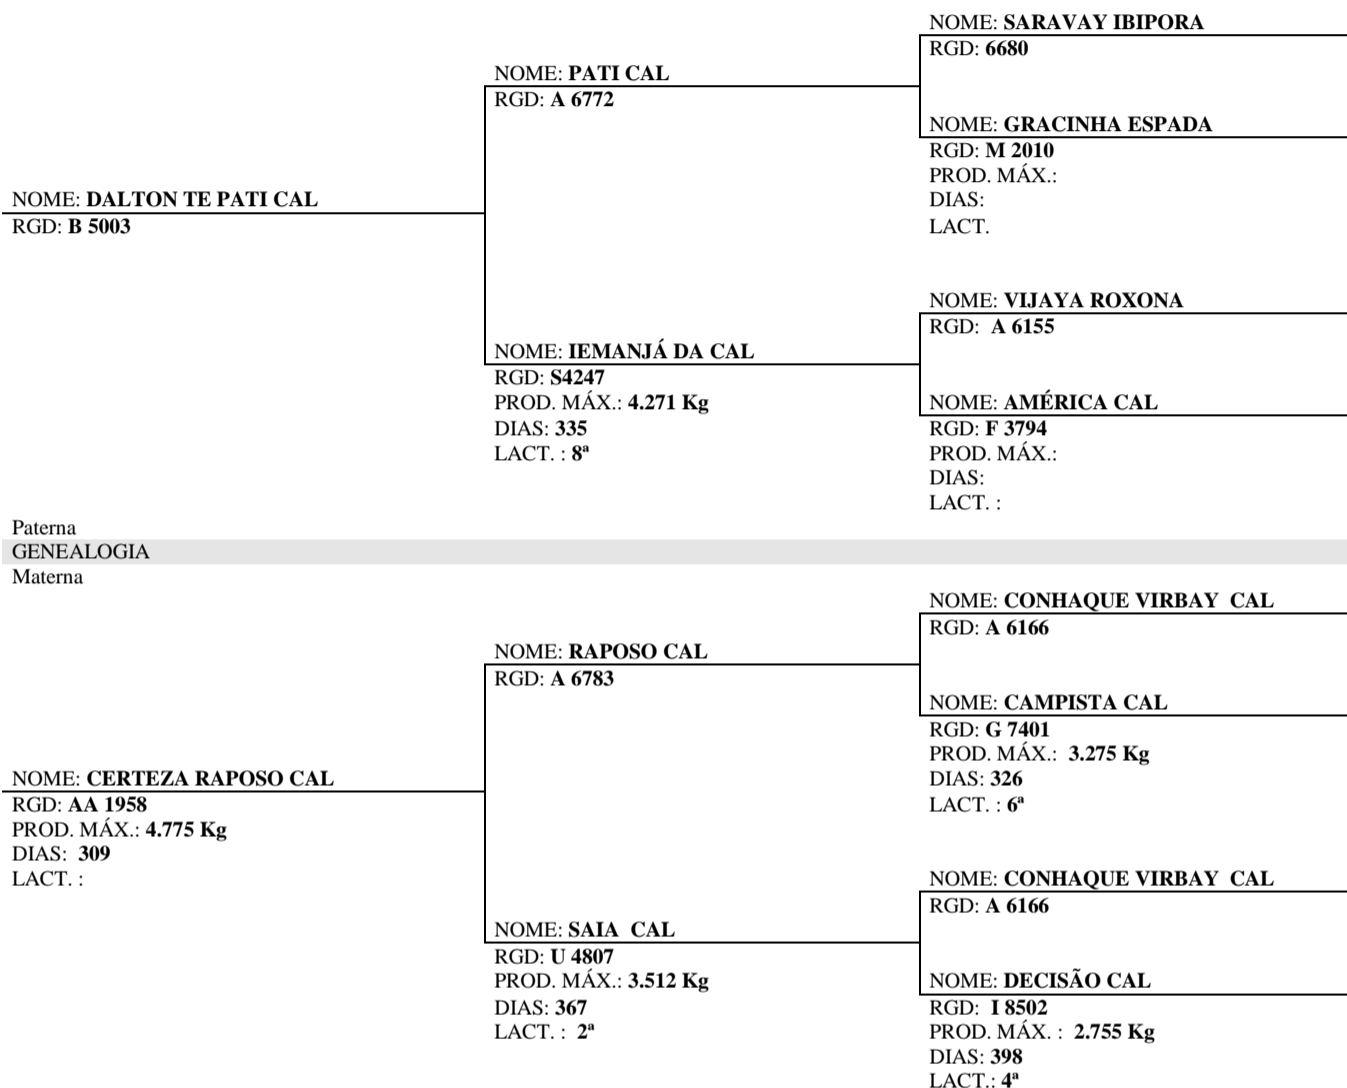 NOME: SARAVAY IBIPORA
RGD: 6680
NOME: PATI CAL
RGD: A 6772
NOME: GRACINHA ESPADA
RGD: M 2010
PROD. MÁX.:
DIAS:
LACT.
NOME: DALTON TE PATI CAL
RGD: B 5003
NOME: VIJAYA ROXONA
RGD: A 6155
NOME: IEMANJÁ DA CAL
RGD: S4247
PROD. MÁX.: 4.271 Kg
DIAS: 335
LACT. : 8ª
NOME: AMÉRICA CAL
RGD: F 3794
PROD. MÁX.:
DIAS:
LACT. :
Paterna
GENEALOGIA
Materna
NOME: CONHAQUE VIRBAY CAL
RGD: A 6166
NOME: RAPOSO CAL
RGD: A 6783
NOME: CAMPISTA CAL
RGD: G 7401
PROD. MÁX.: 3.275 Kg
DIAS: 326
LACT. : 6ª
NOME: CERTEZA RAPOSO CAL
RGD: AA 1958
PROD. MÁX.: 4.775 Kg
DIAS: 309
LACT. :
NOME: CONHAQUE VIRBAY CAL
RGD: A 6166
NOME: SAIA CAL
RGD: U 4807
PROD. MÁX.: 3.512 Kg
DIAS: 367
LACT. : 2ª
NOME: DECISÃO CAL
RGD: I 8502
PROD. MÁX. : 2.755 Kg
DIAS: 398
LACT.: 4ª